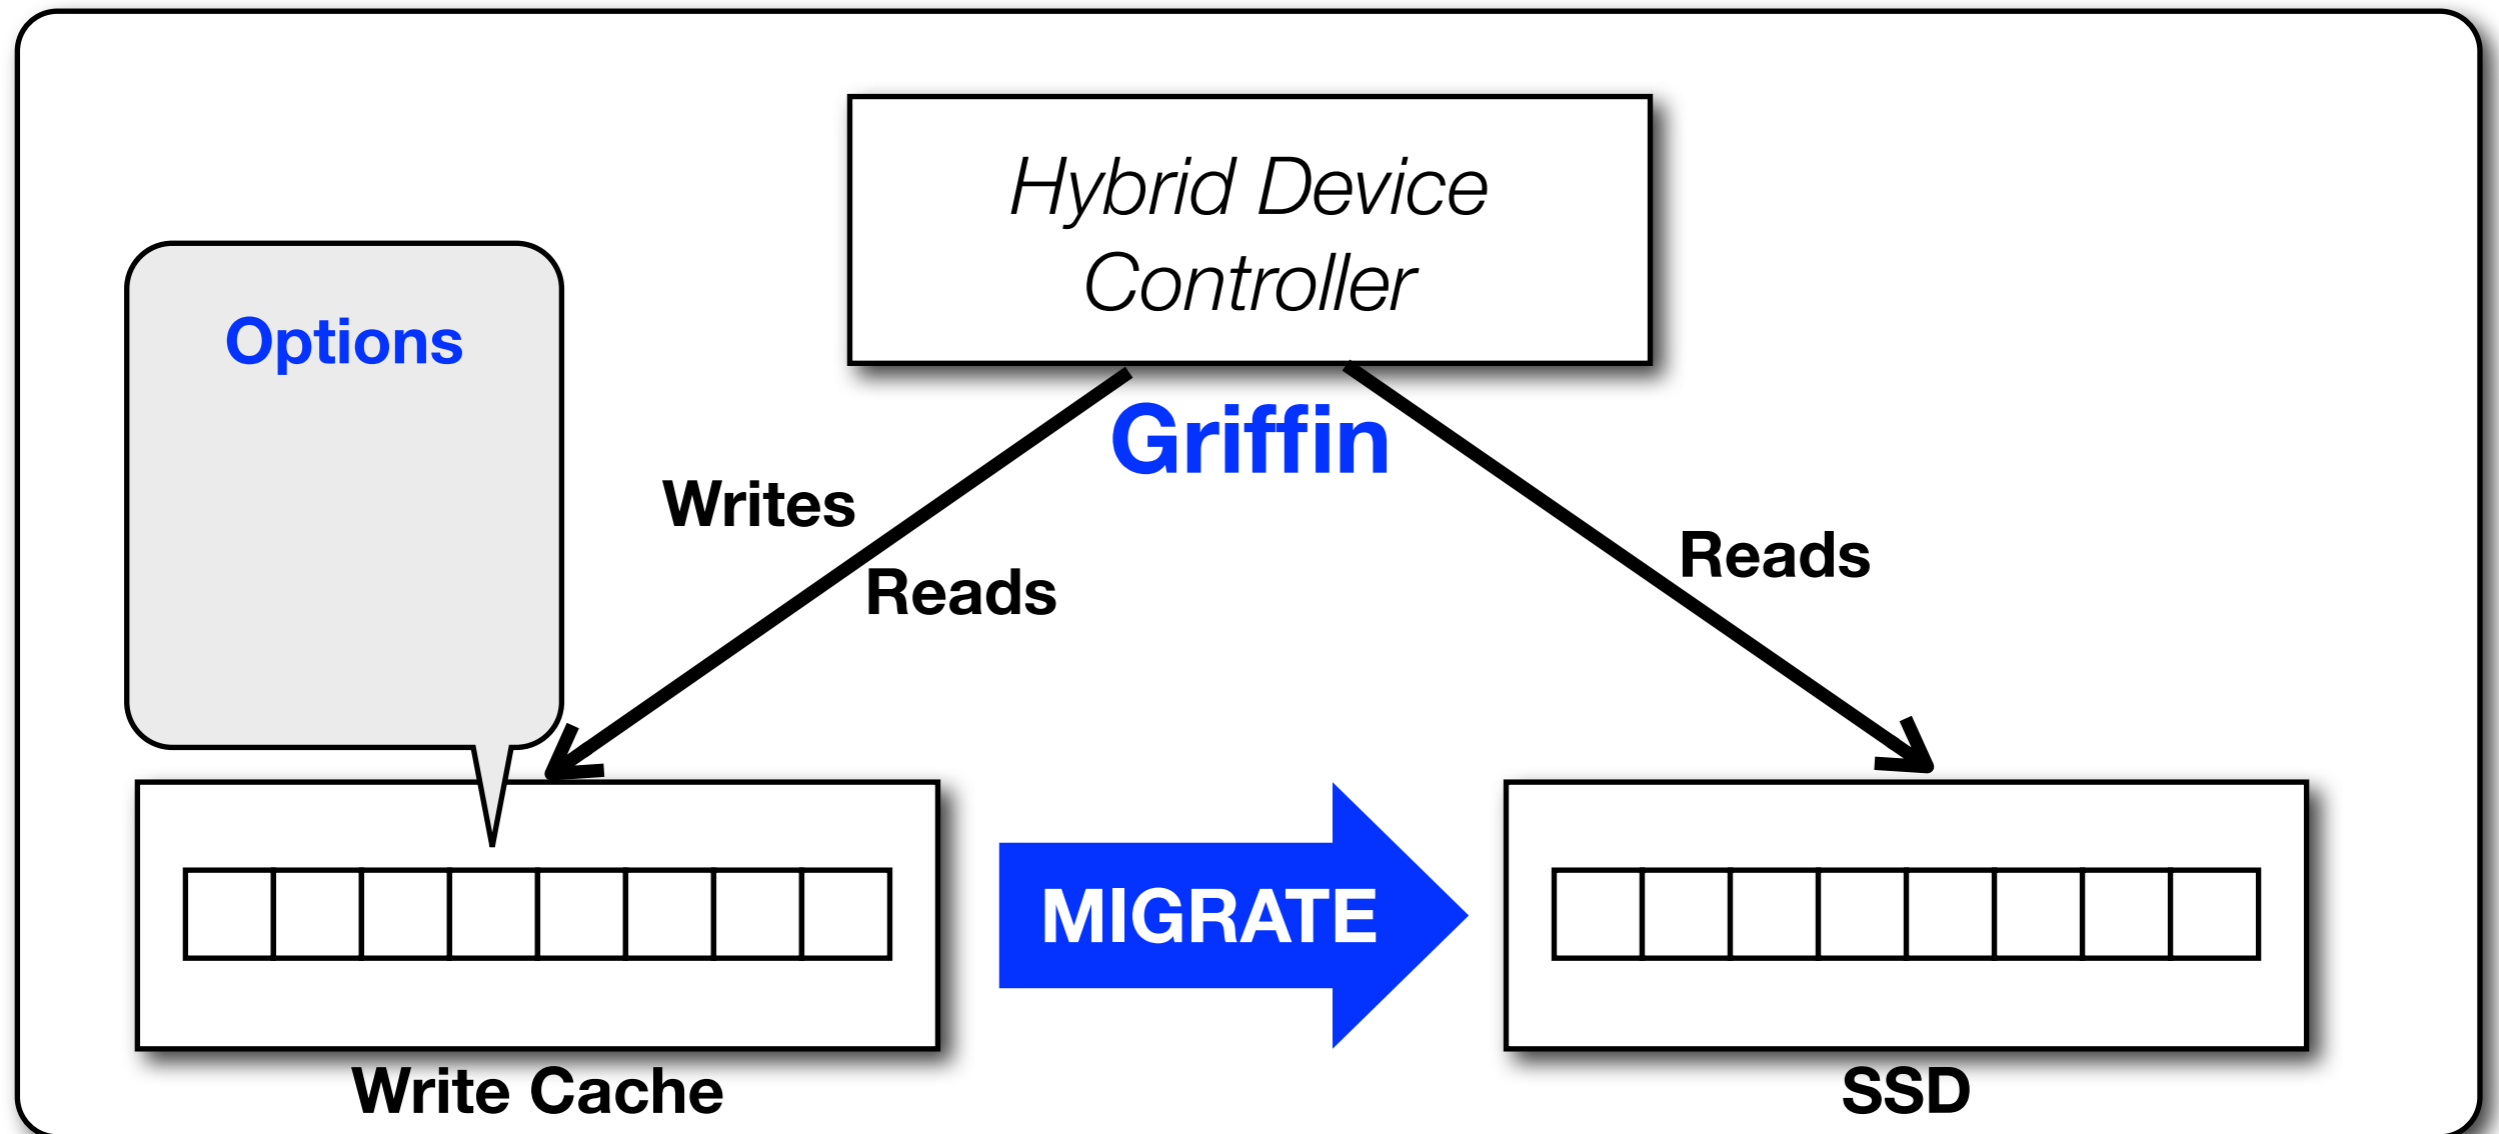 Hybrid Device
Controller
Options
Griffin
Writes
Reads
Reads
MIGRATE
Write Cache
SSD